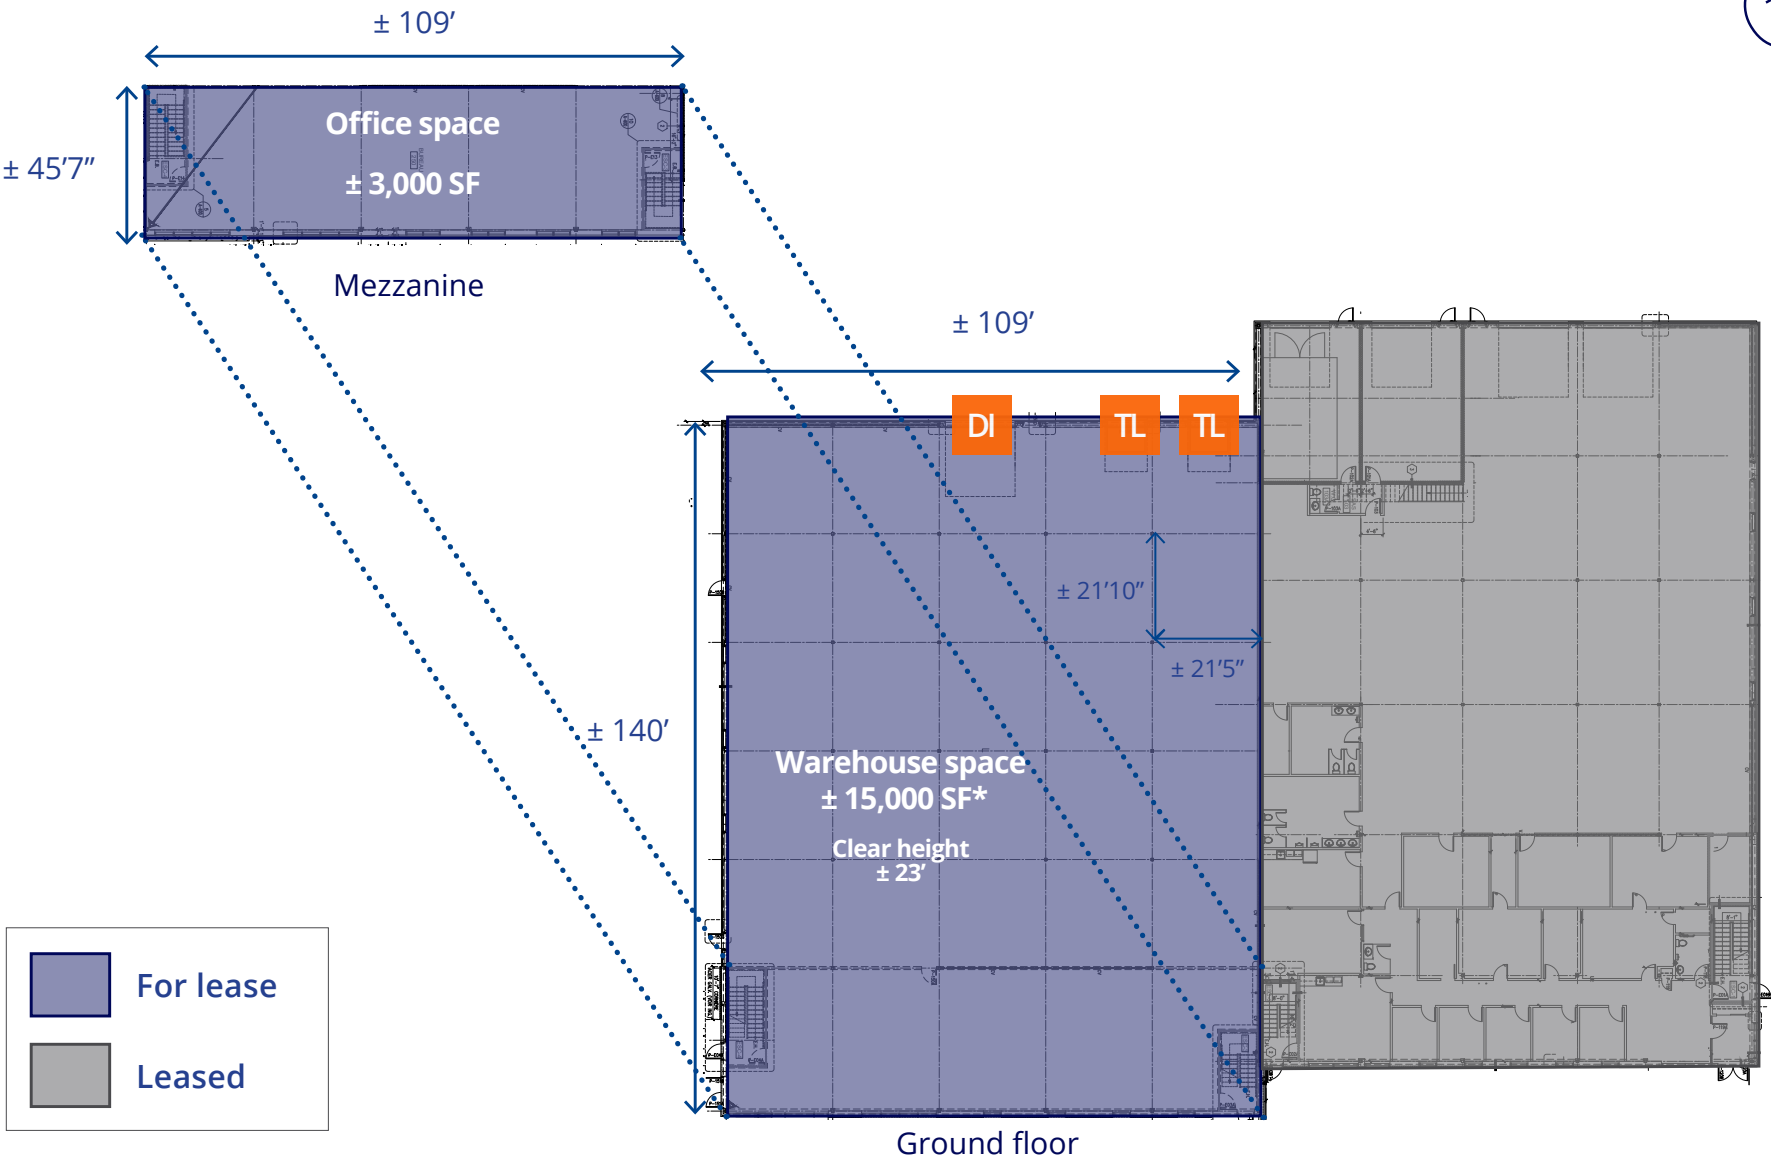 ± 109’
± 45’7”
Office space
± 3,000 SF
Mezzanine
± 109’
DI
TL
TL
± 21’10”
± 21’5”
± 140’
Warehouse space
± 15,000 SF*
Clear height
± 23’
For lease
Leased
Ground floor